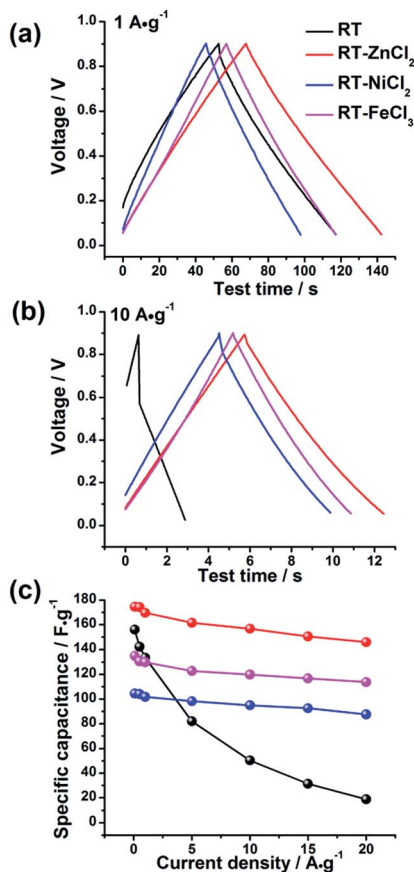 (a)
1 A•g⁻¹
RT
RT-ZnCl₂
RT-NiCl₂
RT-FeCl₃
Voltage / V
1.0
0.8
0.6
0.4
0.2
0.0
0 20 40 60 80 100 120 140
Test time / s
(b)
10 A•g⁻¹
Voltage / V
1.0
0.8
0.6
0.4
0.2
0.0
0 2 4 6 8 10 12
Test time / s
(c)
Specific capacitance / F•g⁻¹
180
160
140
120
100
80
60
40
20
0
0 5 10 15 20
Current density / A•g⁻¹